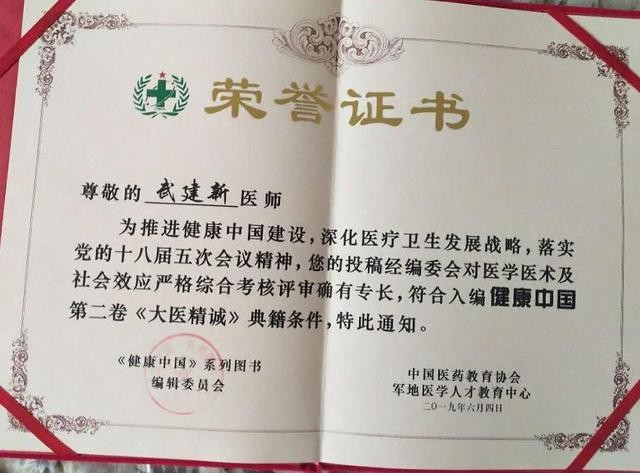 荣誉证书
尊敬的 武建新 医师
为推进健康中国建设，深化医疗卫生发展战略，落实
党的十八届五次会议精神，您的投稿经编委会对医学医术及
社会效应严格综合考核评审确有专长，符合入编健康中国
第二卷《大医精诚》典籍条件，特此通知。
《健康中国》系列图书
编辑委员会
中国医药教育协会
军地医学人才教育中心
二〇一九年六月四日